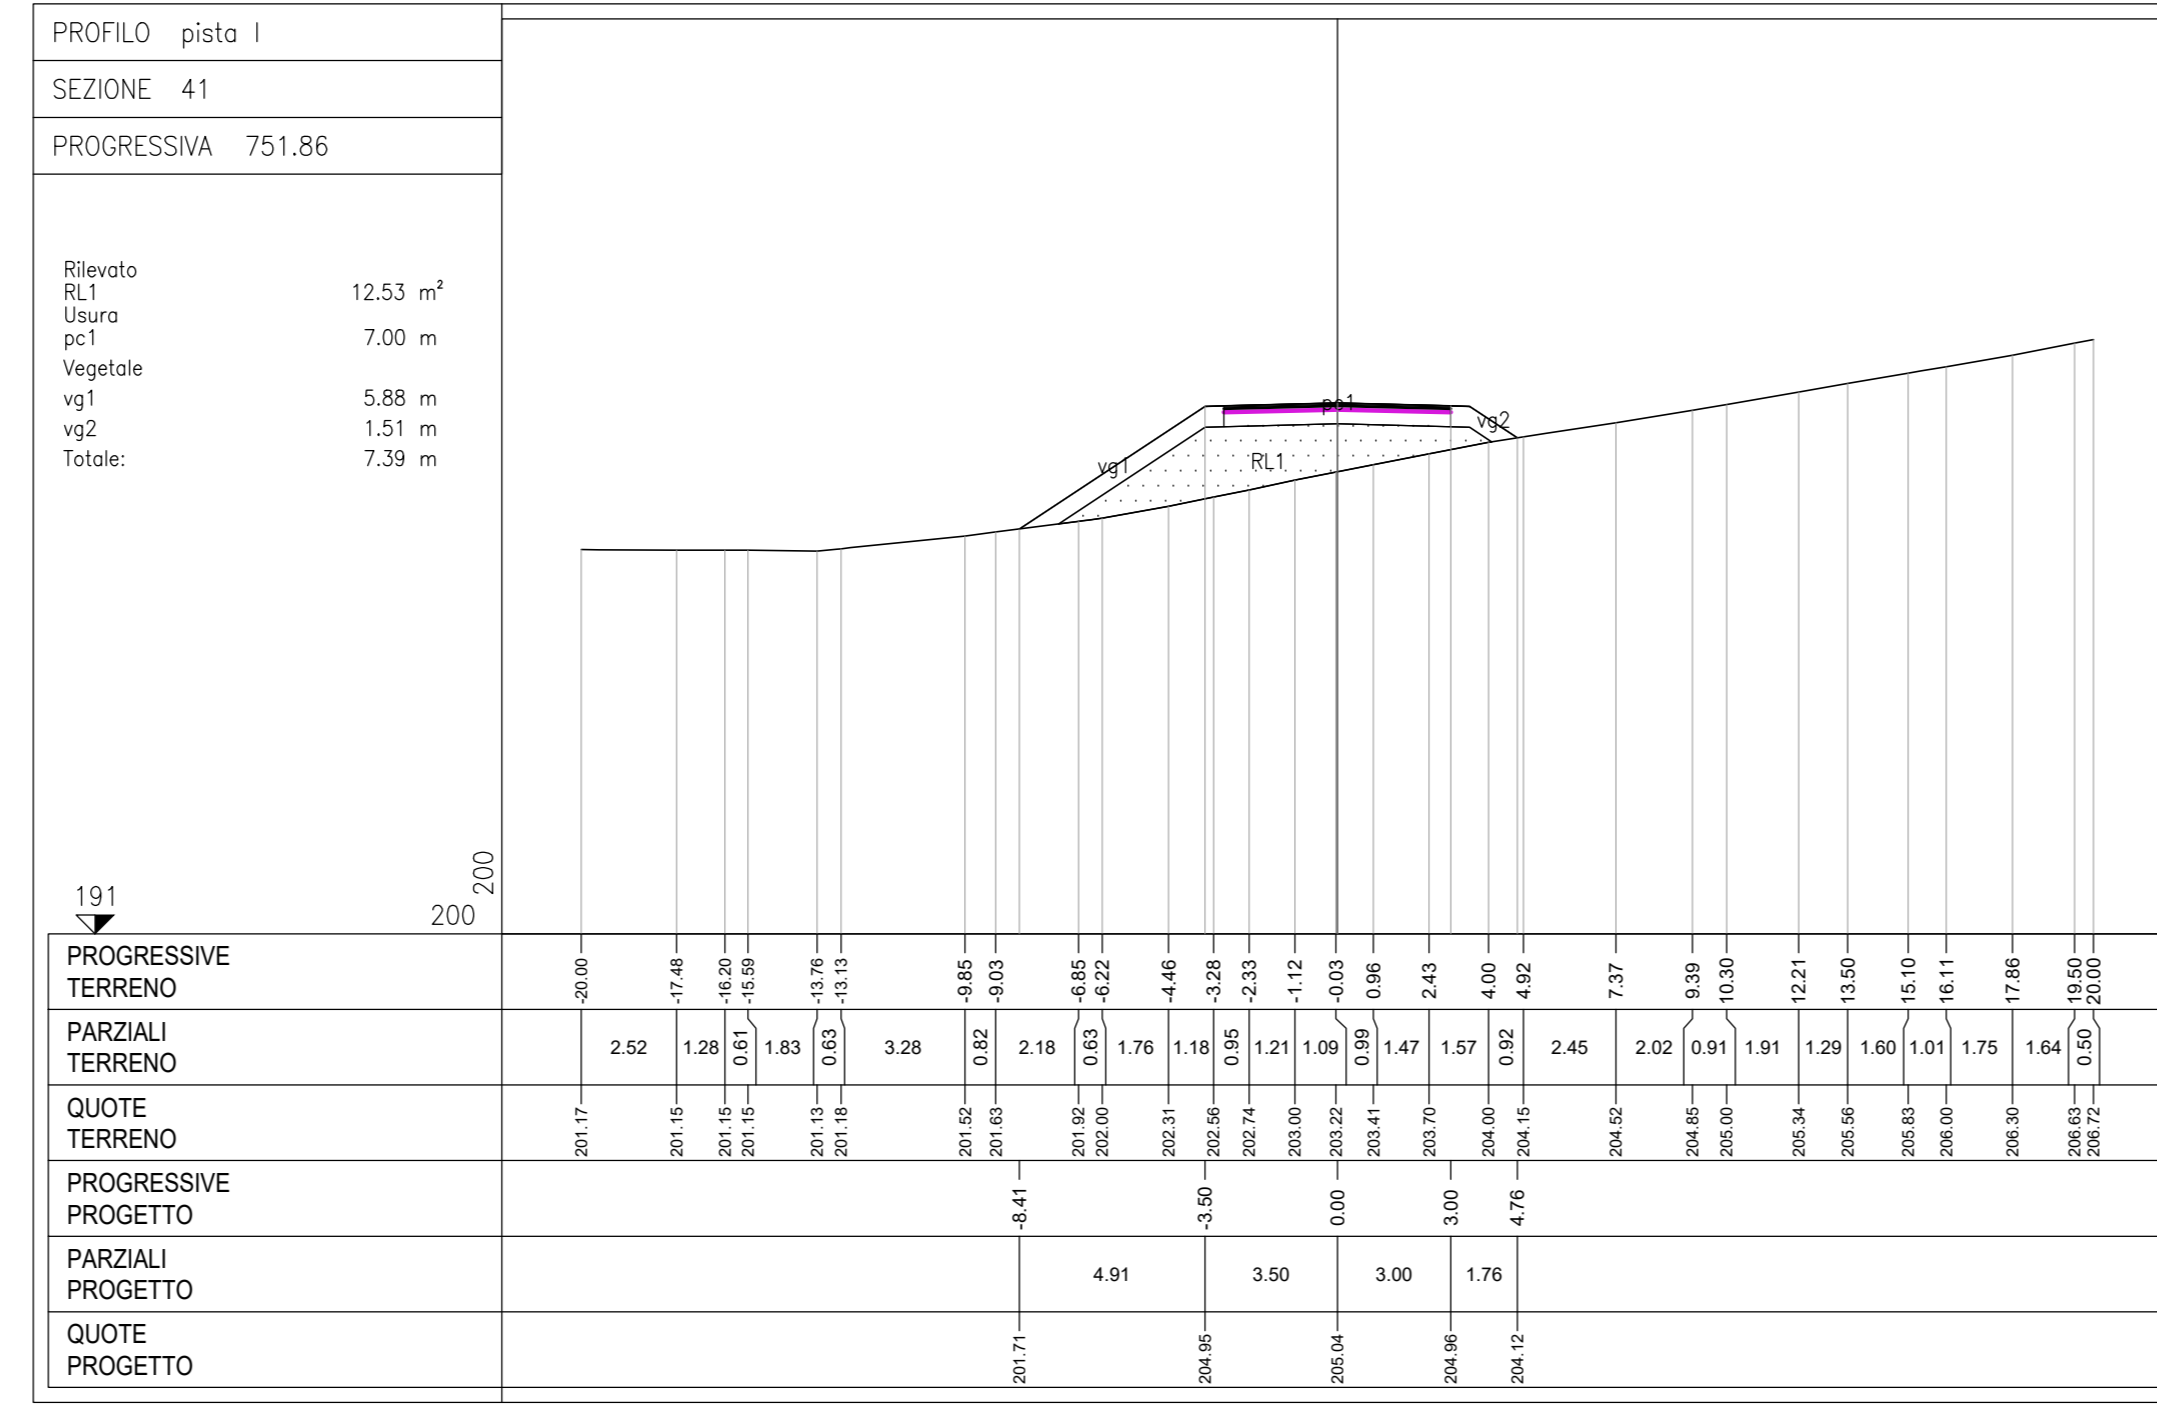 PROFILO pista I
SEZIONE 41
PROGRESSIVA 751.86
Rilevato
RL1 12.53 m²
Usura
pc1 7.00 m
Vegetale
vg1 5.88 m
vg2 1.51 m
Totale: 7.39 m
pc1
vg2
vg1
RL1
191
200
200
PROGRESSIVE
TERRENO
-20.00 -17.48 -16.20 -15.59 -13.76 -13.13 -9.85 -9.03 -6.85 -6.22 -4.46 -3.28 -2.33 -1.12 -0.03 0.96 2.43 4.00 4.92 7.37 9.39 10.30 12.21 13.50 15.10 16.11 17.86 19.50 20.00
PARZIALI
TERRENO
2.52 1.28 0.61 1.83 0.63 3.28 0.82 2.18 0.63 1.76 1.18 0.95 1.21 1.09 0.99 1.47 1.57 0.92 2.45 2.02 0.91 1.91 1.29 1.60 1.01 1.75 1.64 0.50
QUOTE
TERRENO
201.17 201.15 201.15 201.15 201.13 201.18 201.52 201.63 201.92 202.00 202.31 202.56 202.74 203.00 203.22 203.41 203.70 204.00 204.15 204.52 204.85 205.00 205.34 205.56 205.83 206.00 206.30 206.63 206.72
PROGRESSIVE
PROGETTO
-8.41 -3.50 0.00 3.00 4.76
PARZIALI
PROGETTO
4.91 3.50 3.00 1.76
QUOTE
PROGETTO
201.71 204.95 205.04 204.96 204.12